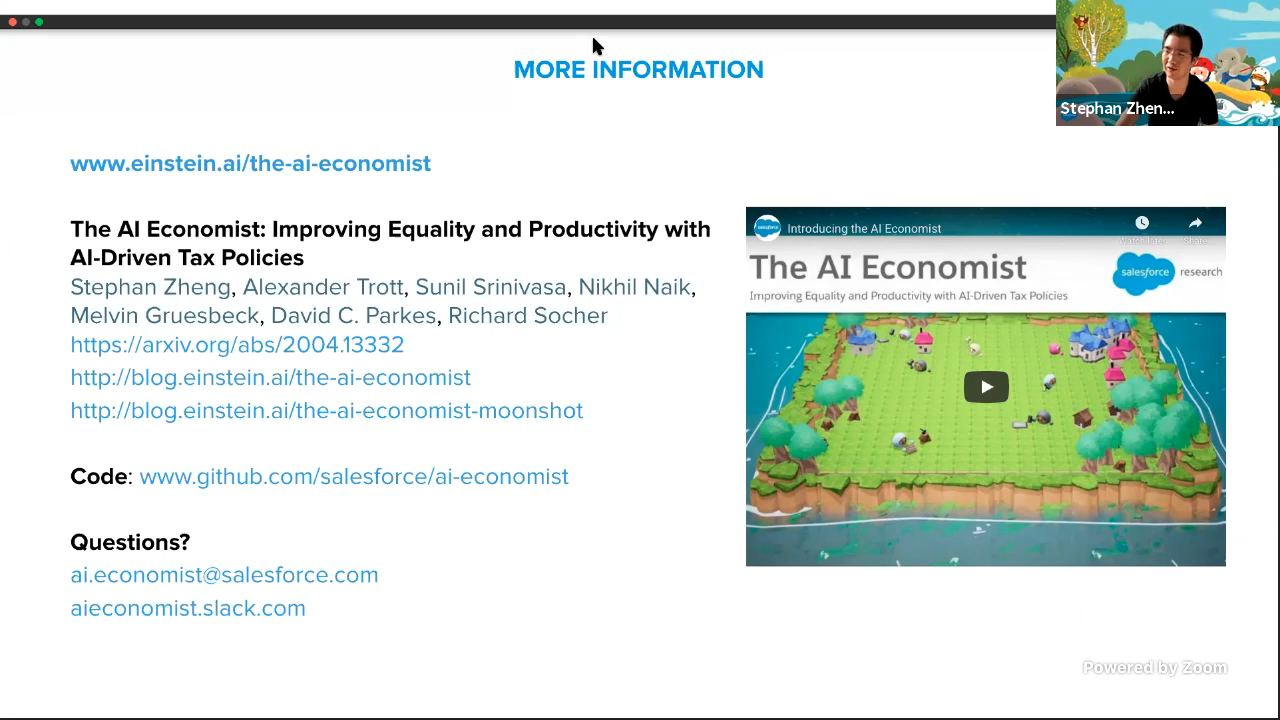 MORE INFORMATION
Stephan Zhen...
www.einstein.ai/the-ai-economist
The AI Economist: Improving Equality and Productivity with
AI-Driven Tax Policies
Stephan Zheng, Alexander Trott, Sunil Srinivasa, Nikhil Naik,
Melvin Gruesbeck, David C. Parkes, Richard Socher
https://arxiv.org/abs/2004.13332
http://blog.einstein.ai/the-ai-economist
http://blog.einstein.ai/the-ai-economist-moonshot
Code: www.github.com/salesforce/ai-economist
Questions?
ai.economist@salesforce.com
aieconomist.slack.com
salesforce
Introducing the AI Economist
Watch later
Share
The AI Economist
salesforce research
Improving Equality and Productivity with AI-Driven Tax Policies
Powered by Zoom